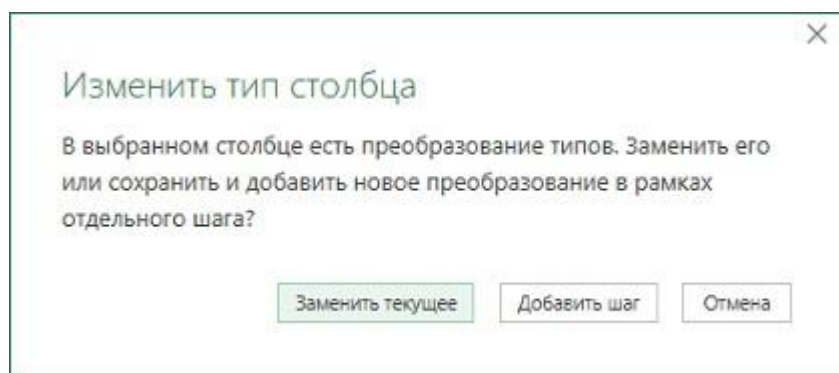 Изменить тип столбца
В выбранном столбце есть преобразование типов. Заменить его
или сохранить и добавить новое преобразование в рамках
отдельного шага?
Заменить текущее Добавить шаг Отмена